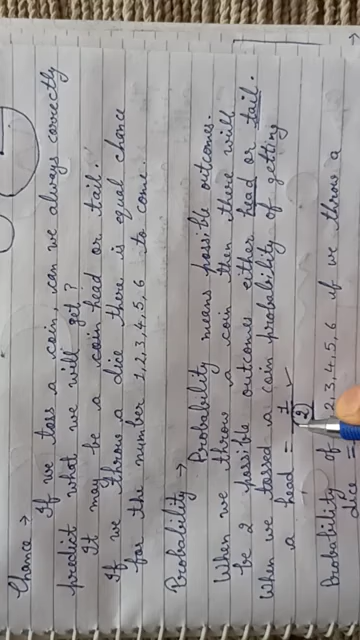 Chance →
If we toss a coin, can we always correctly
predict what we will get?
It may be a coin head or tail.
If we throws a die there is equal chance
for the number 1,2,3,4,5,6 to come.
Probability →
Probability means possible outcomes.
When we throw a coin then there will
be 2 possible outcomes either head or tail.
When we tossed a coin probability of getting
a head = 1/2 ✓
Probability of 2,3,4,5,6 if we throws a
dice =